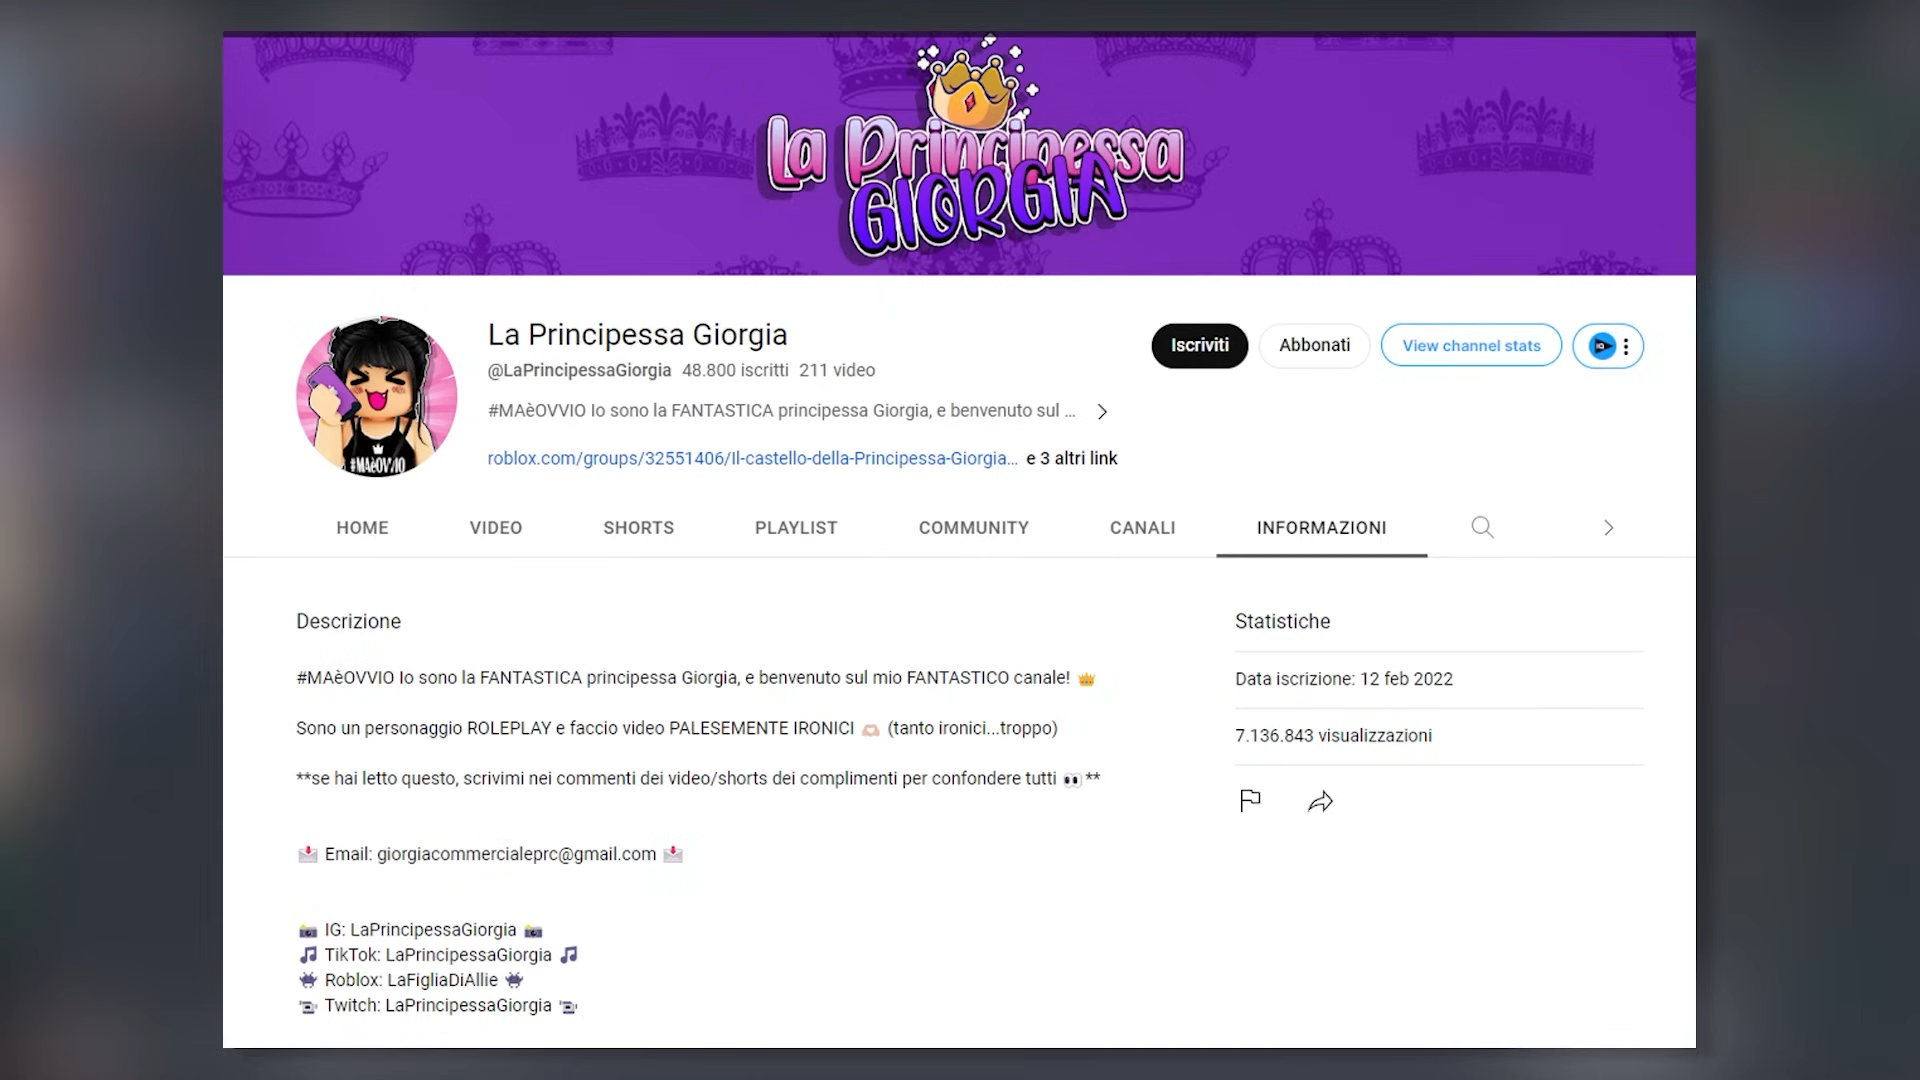 La Principessa
GIORGIA
La Principessa Giorgia
@LaPrincipessaGiorgia 48.800 iscritti 211 video
#MAèOVVIO Io sono la FANTASTICA principessa Giorgia, e benvenuto sul ...
roblox.com/groups/32551406/Il-castello-della-Principessa-Giorgia... e 3 altri link
#MAèOVVIO
Iscriviti
Abbonati
View channel stats
HOME VIDEO SHORTS PLAYLIST COMMUNITY CANALI INFORMAZIONI
Descrizione
#MAèOVVIO Io sono la FANTASTICA principessa Giorgia, e benvenuto sul mio FANTASTICO canale! 👑
Sono un personaggio ROLEPLAY e faccio video PALESEMENTE IRONICI 🫶🏻 (tanto ironici...troppo)
**se hai letto questo, scrivimi nei commenti dei video/shorts dei complimenti per confondere tutti 👀**
📩 Email: giorgiacommercialeprc@gmail.com 📩
📸 IG: LaPrincipessaGiorgia 📸
🎵 TikTok: LaPrincipessaGiorgia 🎵
👾 Roblox: LaFigliaDiAllie 👾
🔫 Twitch: LaPrincipessaGiorgia 🔫
Statistiche
Data iscrizione: 12 feb 2022
7.136.843 visualizzazioni